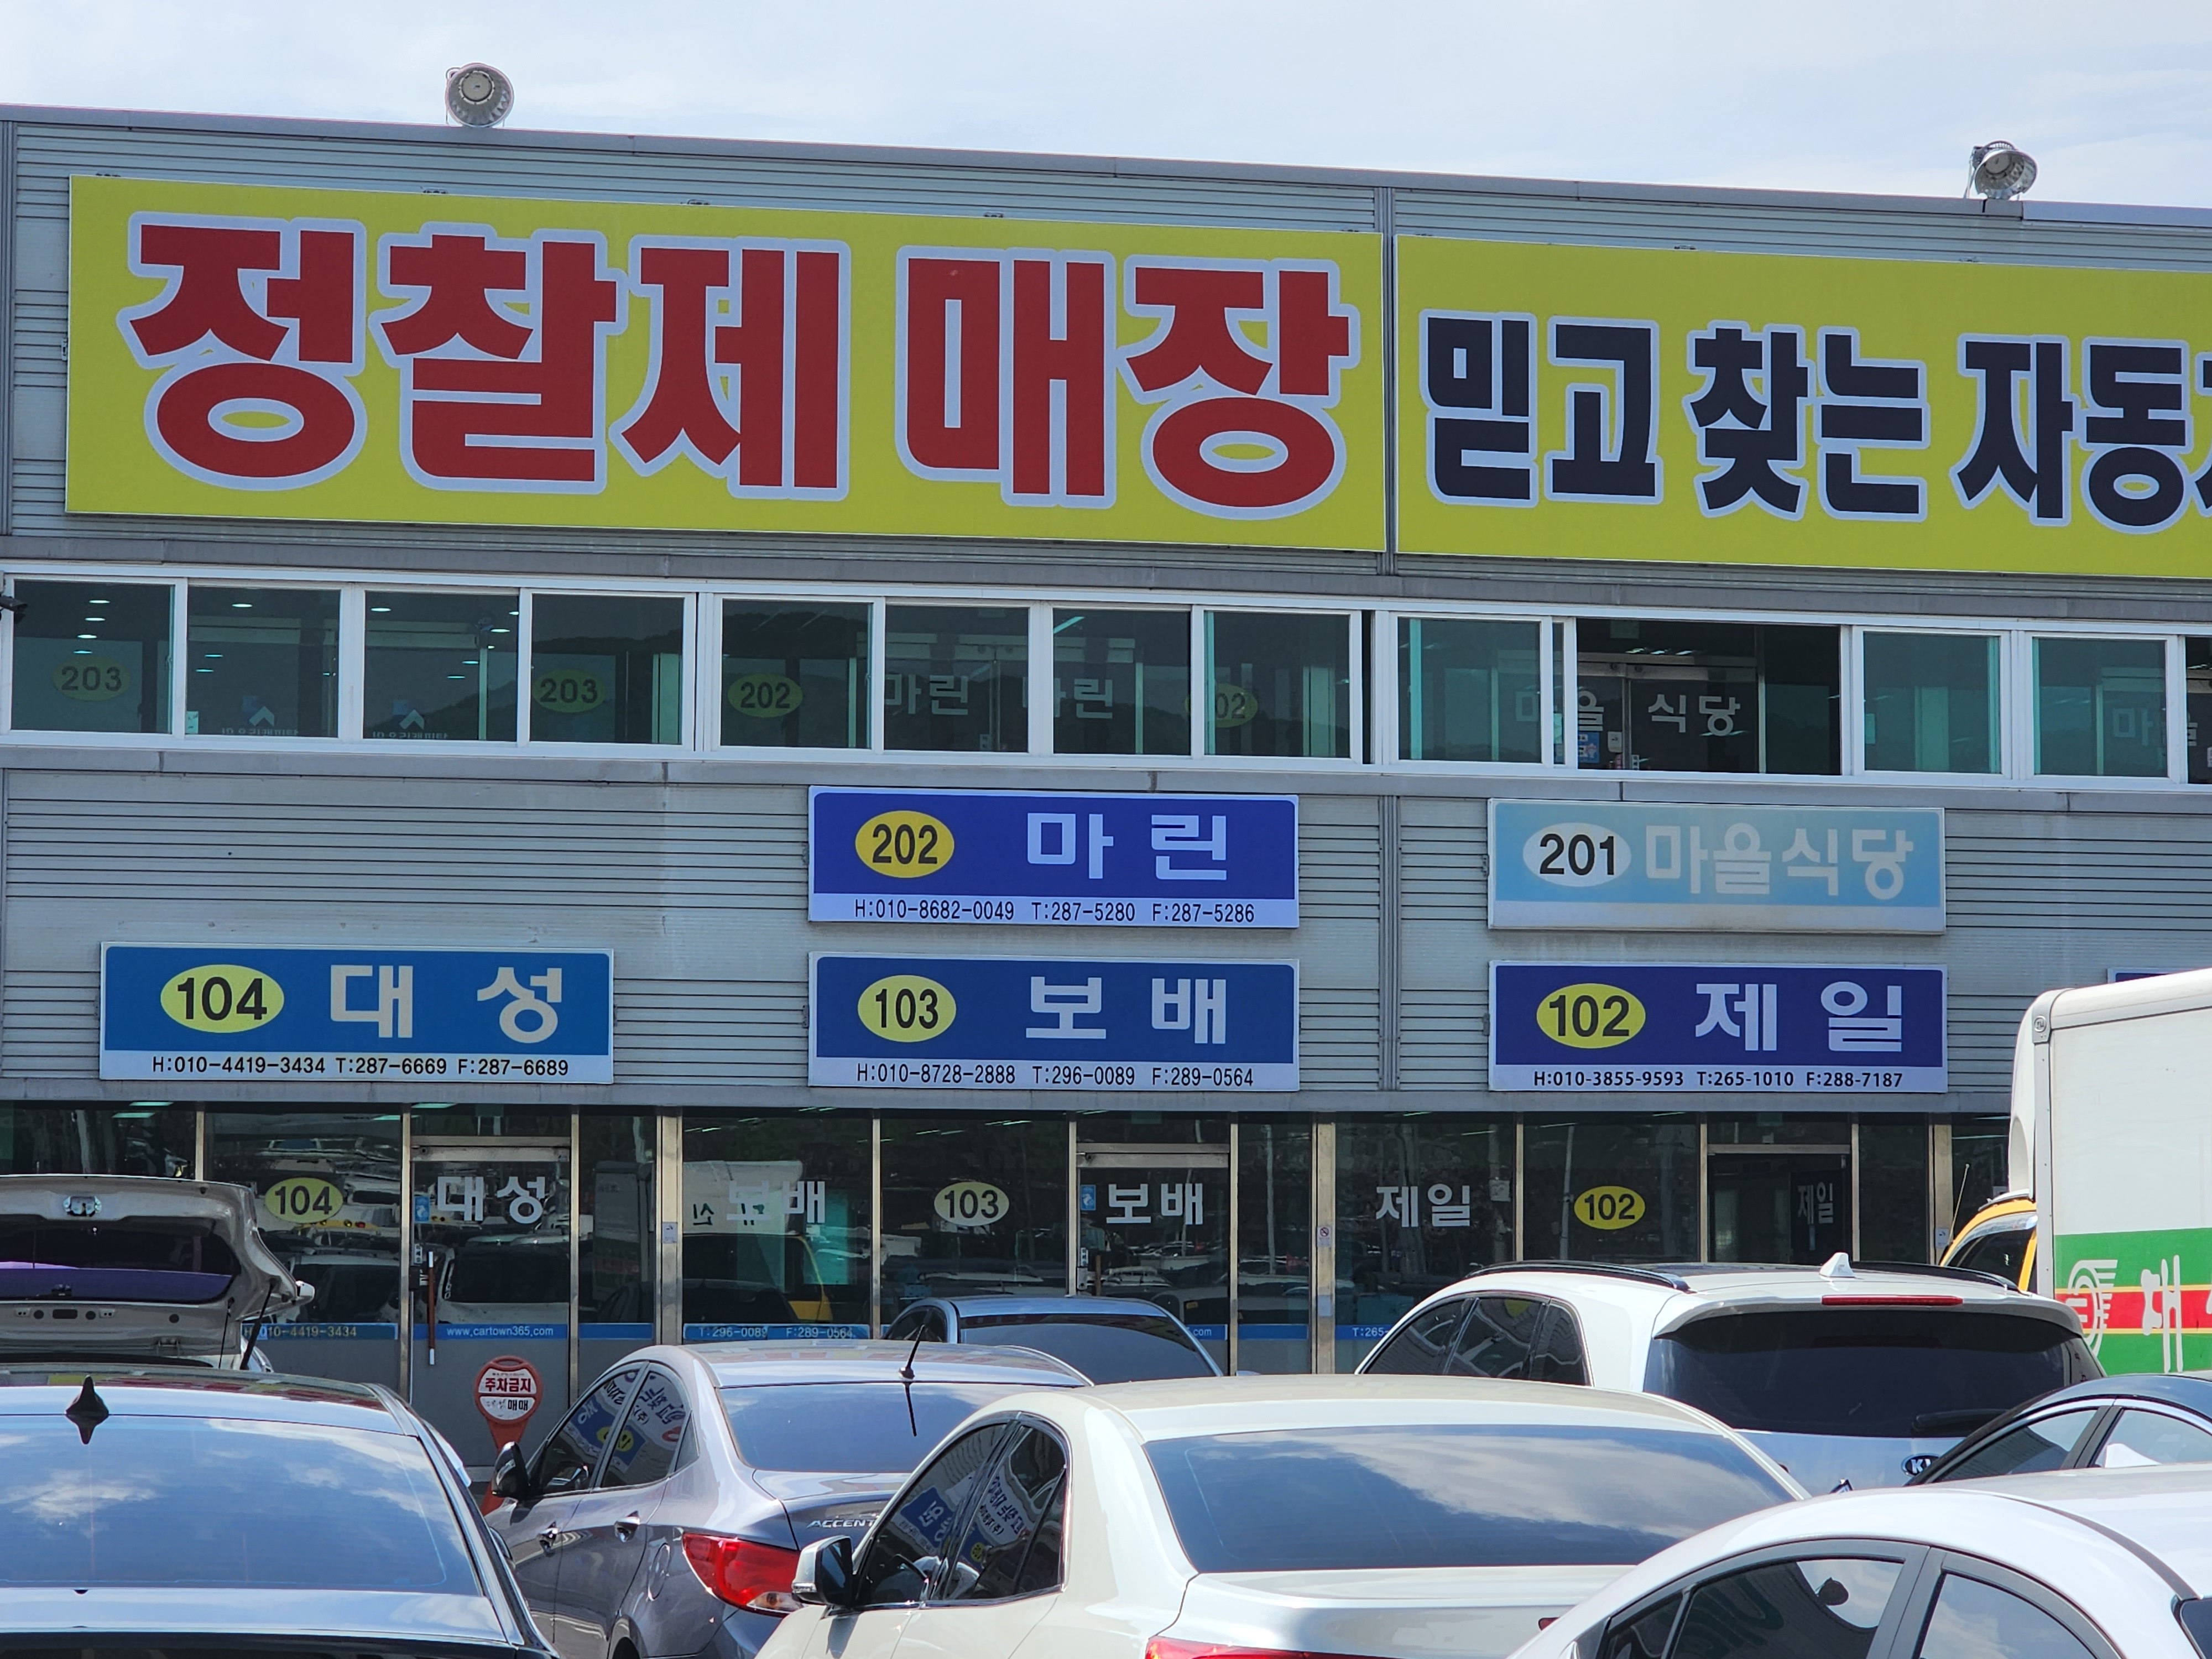 정찰제 매장
믿고 찾는 자동
203
203
202
마린
마린
02
마을 식당
202 마린
H:010-8682-0049 T:287-5280 F:287-5286
201 마을식당
104 대성
H:010-4419-3434 T:287-6669 F:287-6689
103 보배
H:010-8728-2888 T:296-0089 F:289-0564
102 제일
H:010-3855-9593 T:265-1010 F:288-7187
104
대성
보배
103
보배
제일
102
제일
010-4419-3434
www.cartown365.com
T:296-0089 F:289-0564
.com
T:265-
주차금지
매매
ACCENT